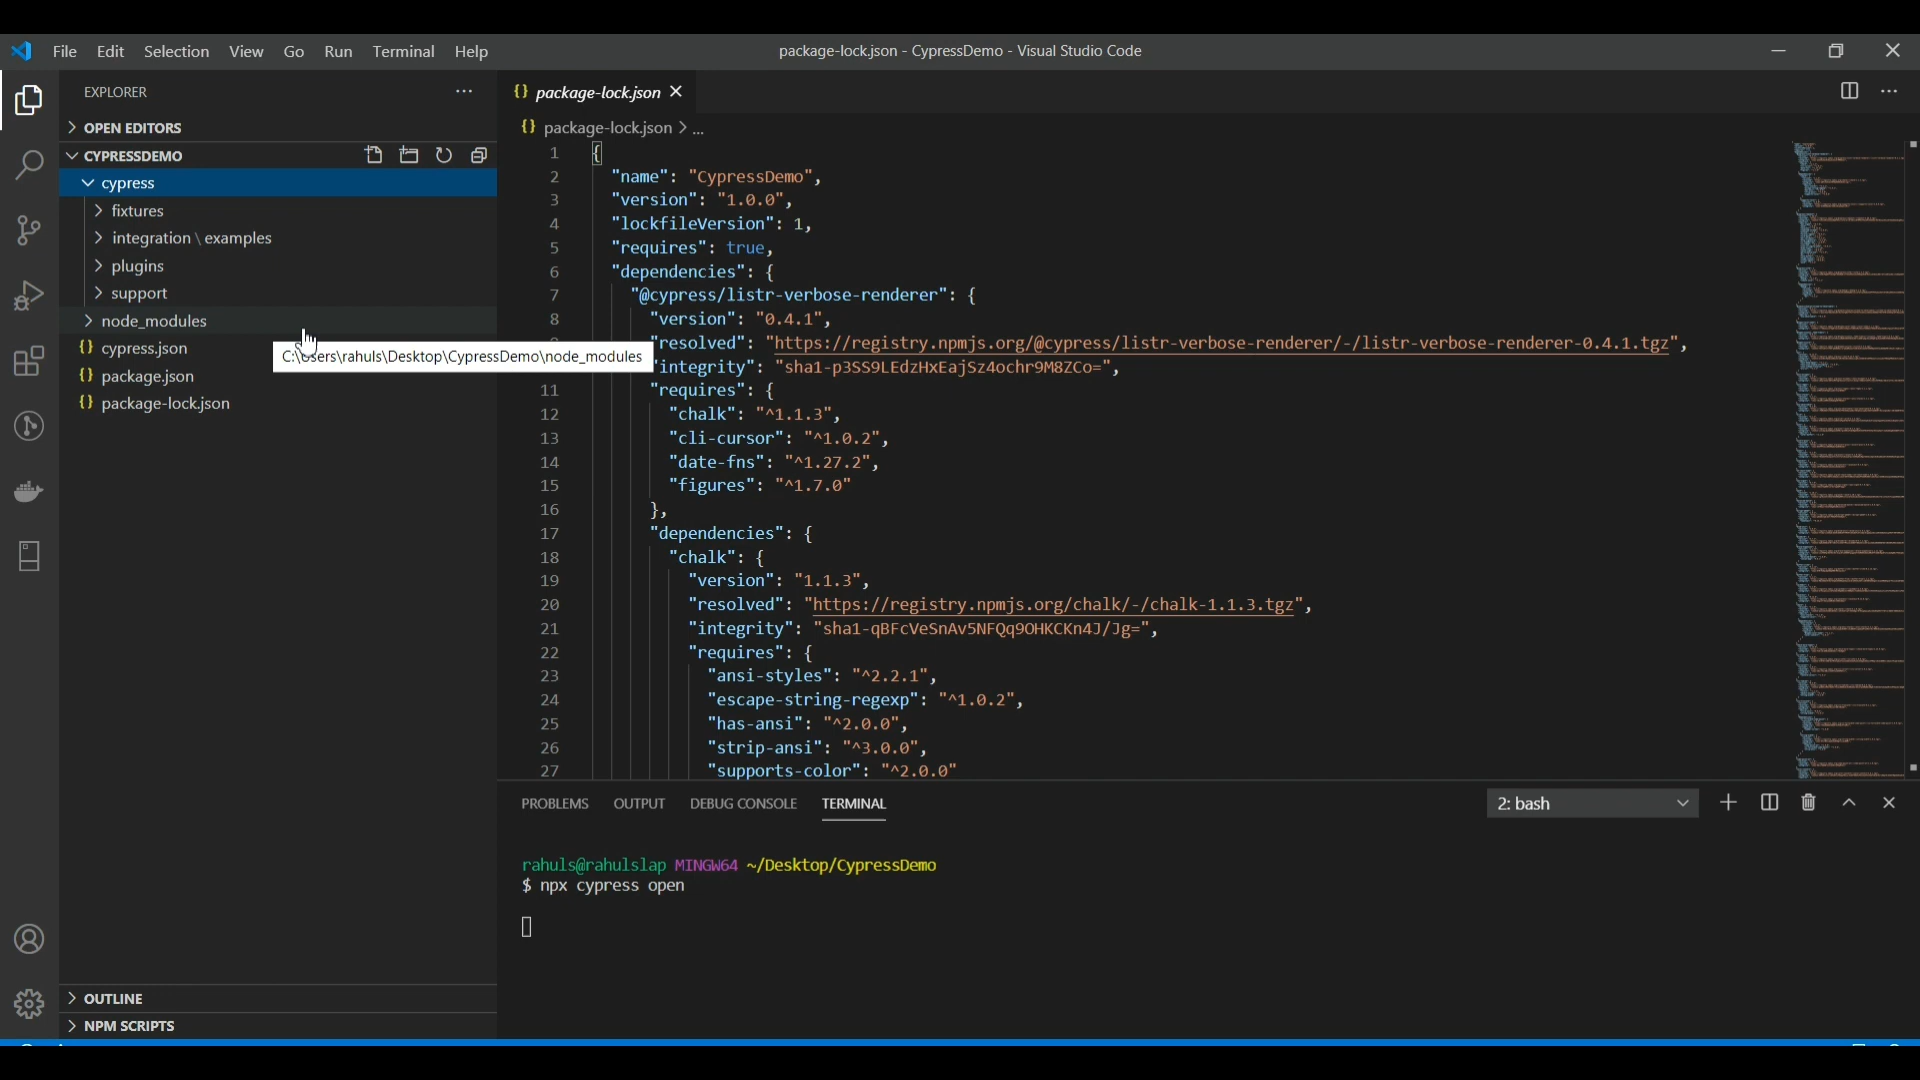 File Edit Selection View Go Run Terminal Help
package-lock.json - CypressDemo - Visual Studio Code
EXPLORER
OPEN EDITORS
CYPRESSDEMO
cypress
fixtures
integration \ examples
plugins
support
node_modules
cypress.json
package.json
package-lock.json
C:\Users\rahuls\Desktop\CypressDemo\node_modules
OUTLINE
NPM SCRIPTS
{} package-lock.json
{} package-lock.json > ...
1 {
2 "name": "CypressDemo",
3 "version": "1.0.0",
4 "lockfileVersion": 1,
5 "requires": true,
6 "dependencies": {
7 "@cypress/listr-verbose-renderer": {
8 "version": "0.4.1",
"resolved": "https://registry.npmjs.org/@cypress/listr-verbose-renderer/-/listr-verbose-renderer-0.4.1.tgz",
"integrity": "sha1-p3SS9LEdzHxEajSz4ochr9M8ZCo=",
11 "requires": {
12 "chalk": "^1.1.3",
13 "cli-cursor": "^1.0.2",
14 "date-fns": "^1.27.2",
15 "figures": "^1.7.0"
16 },
17 "dependencies": {
18 "chalk": {
19 "version": "1.1.3",
20 "resolved": "https://registry.npmjs.org/chalk/-/chalk-1.1.3.tgz",
21 "integrity": "sha1-qBFcVeSnAv5NFQq9OHKCKn4J/Jg=",
22 "requires": {
23 "ansi-styles": "^2.2.1",
24 "escape-string-regexp": "^1.0.2",
25 "has-ansi": "^2.0.0",
26 "strip-ansi": "^3.0.0",
27 "supports-color": "^2.0.0"
PROBLEMS OUTPUT DEBUG CONSOLE TERMINAL
2: bash
rahuls@rahulslap MINGW64 ~/Desktop/CypressDemo
$ npx cypress open